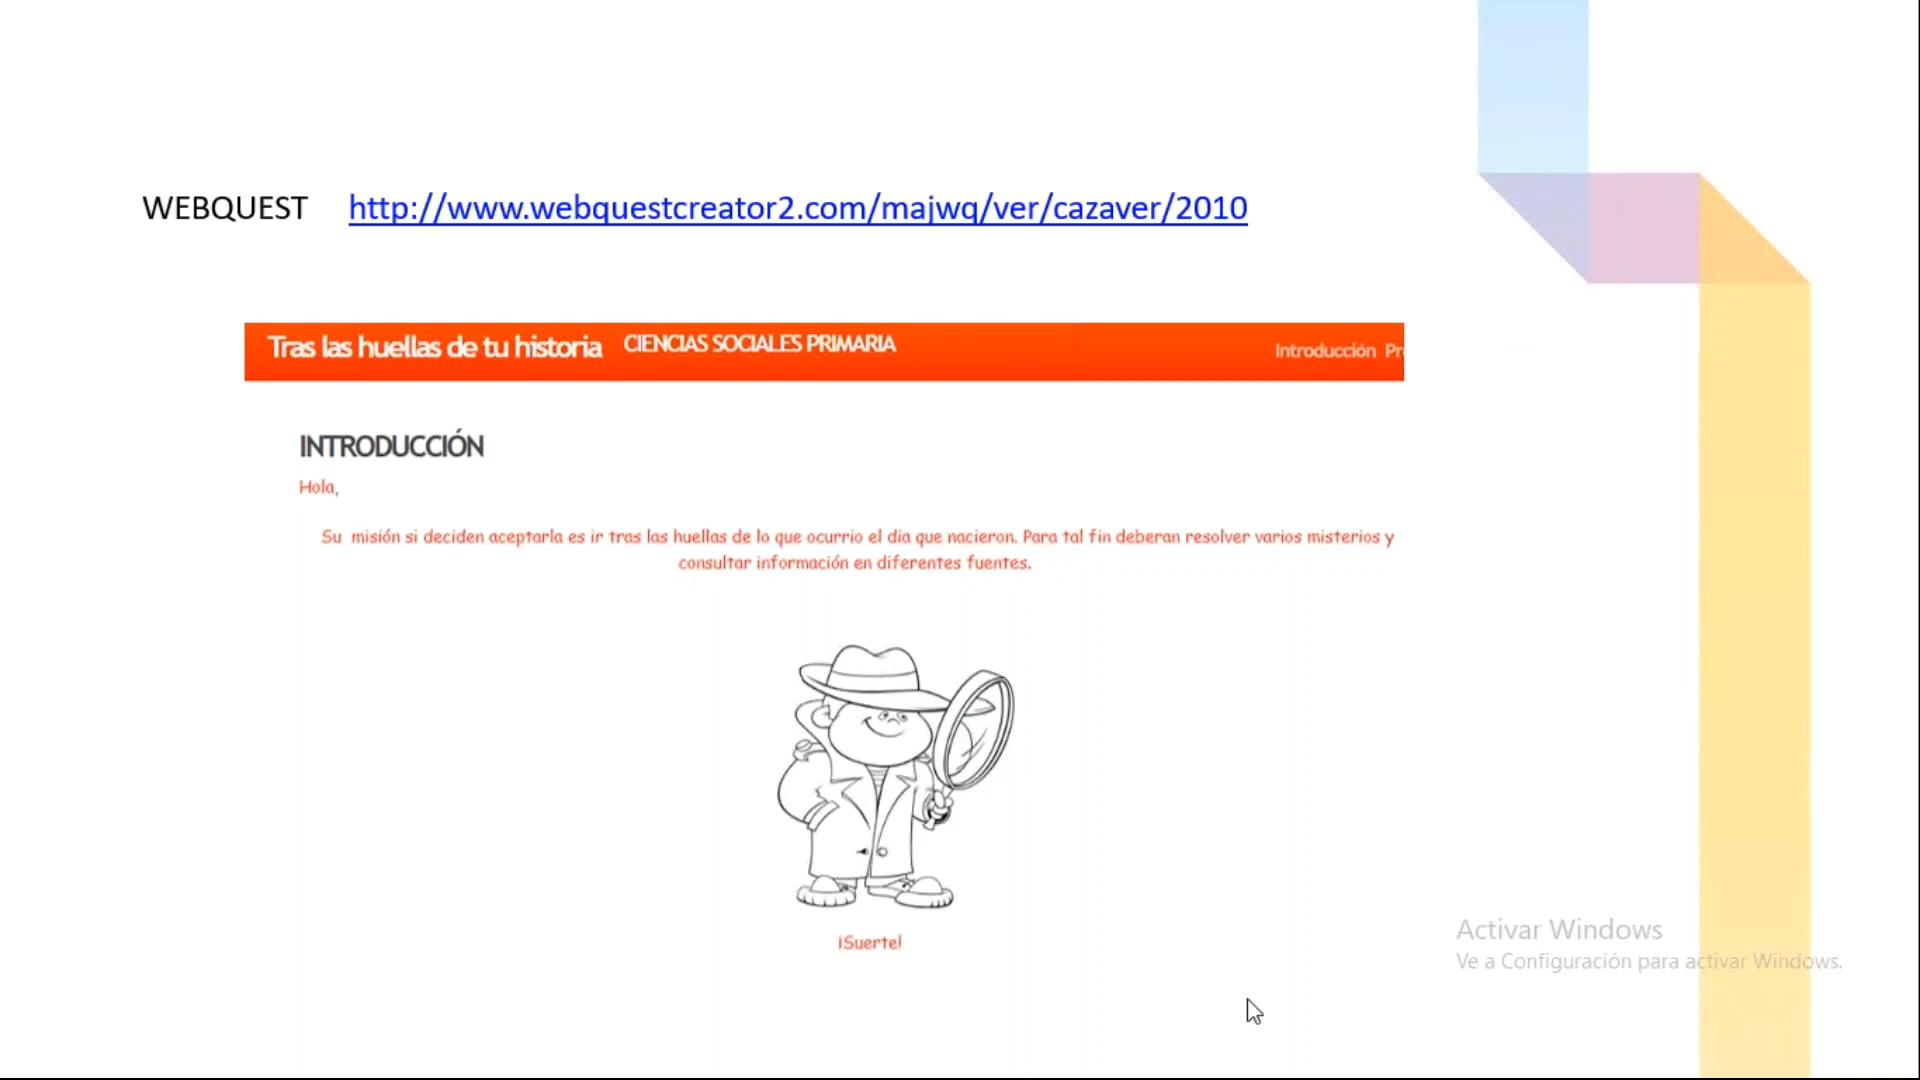 WEBQUEST http://www.webquestcreator2.com/majwq/ver/cazaver/2010
Tras las huellas de tu historia CIENCIAS SOCIALES PRIMARIA Introducción Pr
INTRODUCCIÓN
Hola,
Su misión si deciden aceptarla es ir tras las huellas de lo que ocurrio el dia que nacieron. Para tal fin deberan resolver varios misterios y
consultar información en diferentes fuentes.
¡Suerte!
Activar Windows
Ve a Configuración para activar Windows.